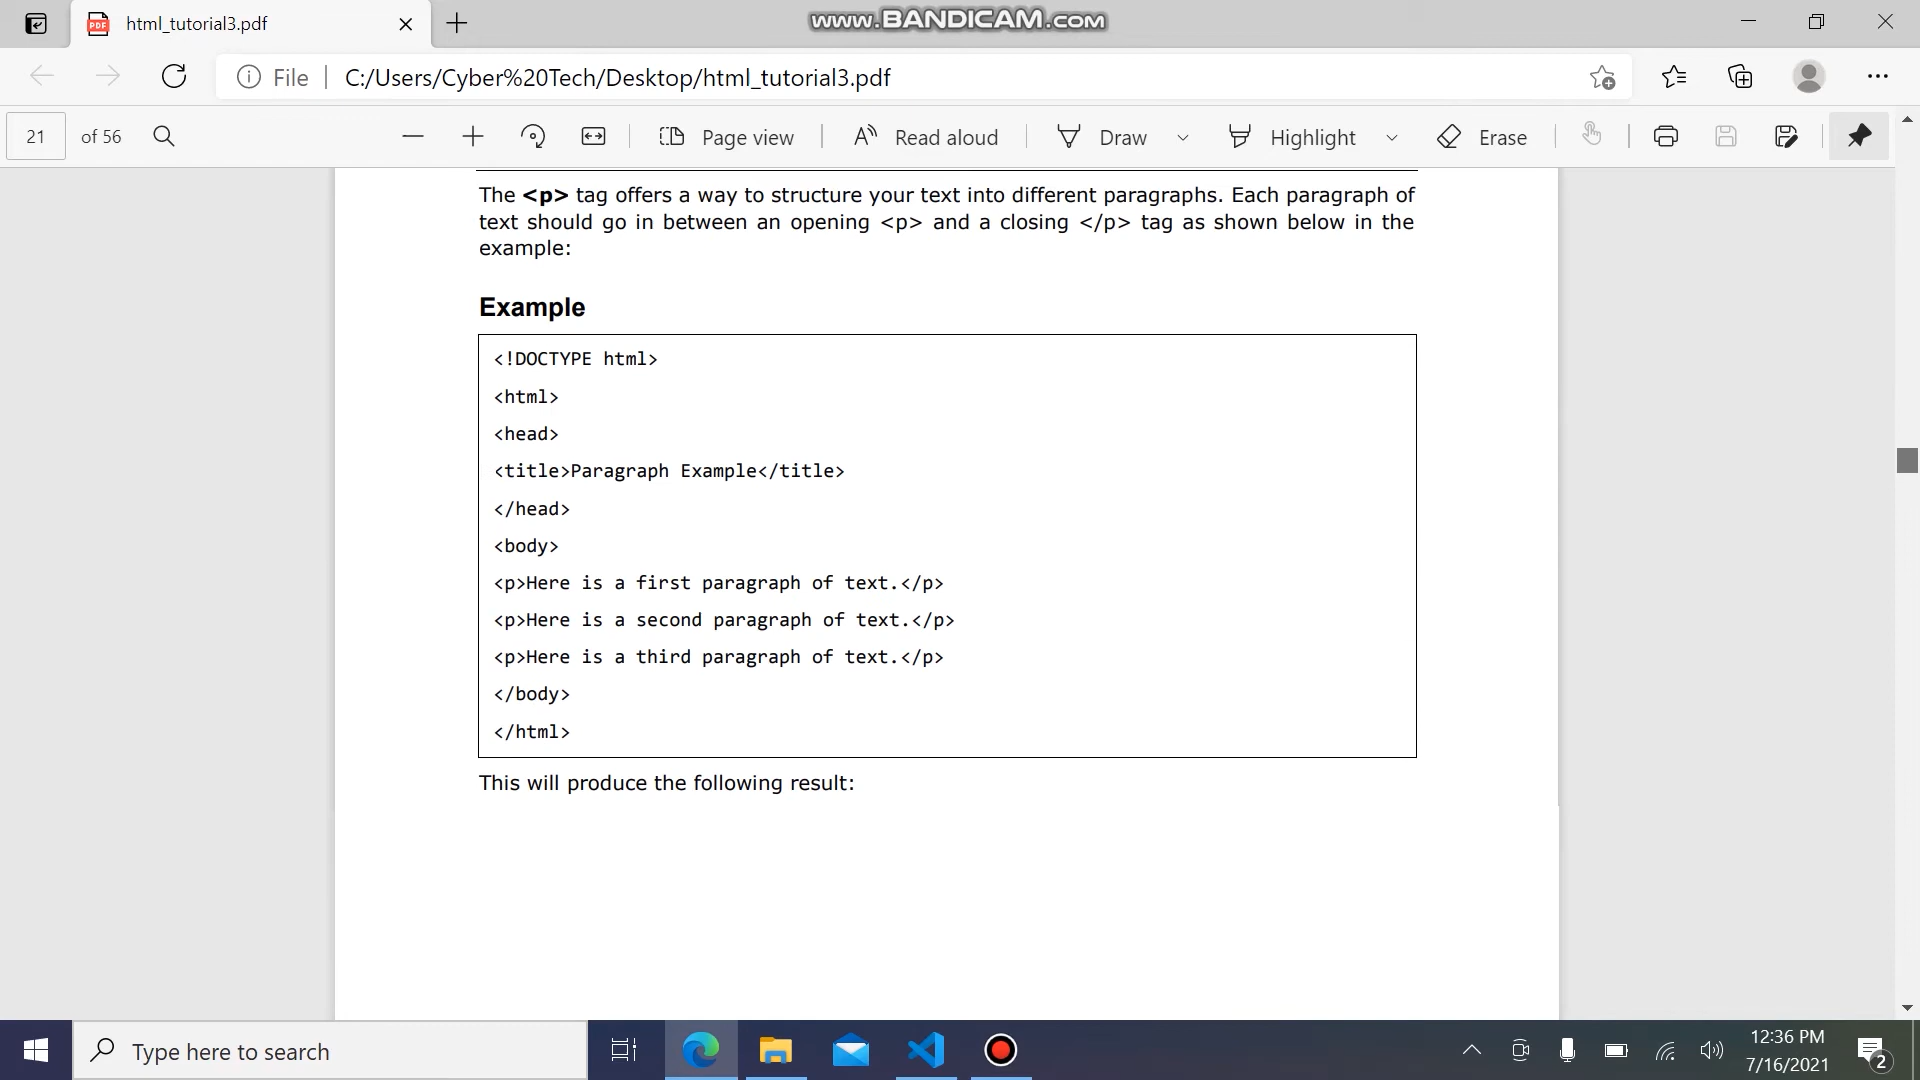 html_tutorial3.pdf
www.BANDICAM.com
File
C:/Users/Cyber%20Tech/Desktop/html_tutorial3.pdf
21 of 56
Page view
Read aloud
Draw
Highlight
Erase
The <p> tag offers a way to structure your text into different paragraphs. Each paragraph of
text should go in between an opening <p> and a closing </p> tag as shown below in the
example:
Example
<!DOCTYPE html>
<html>
<head>
<title>Paragraph Example</title>
</head>
<body>
<p>Here is a first paragraph of text.</p>
<p>Here is a second paragraph of text.</p>
<p>Here is a third paragraph of text.</p>
</body>
</html>
This will produce the following result:
Type here to search
12:36 PM
7/16/2021
2